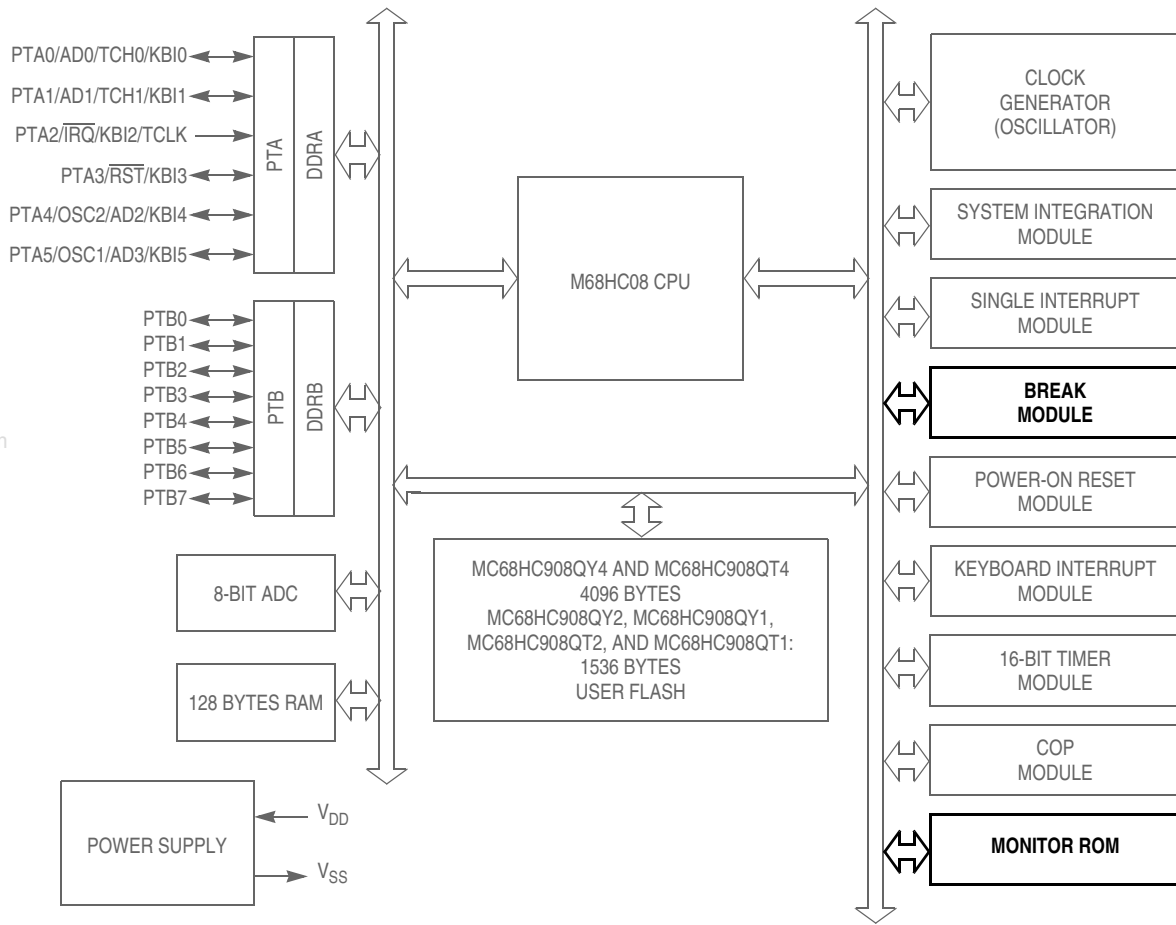 PTA0/AD0/TCH0/KBI0
PTA1/AD1/TCH1/KBI1
PTA2/IRQ/KBI2/TCLK
PTA3/RST/KBI3
PTA4/OSC2/AD2/KBI4
PTA5/OSC1/AD3/KBI5
PTA
DDRA
PTB0
PTB1
PTB2
PTB3
PTB4
PTB5
PTB6
PTB7
PTB
DDRB
8-BIT ADC
128 BYTES RAM
POWER SUPPLY
VDD
VSS
M68HC08 CPU
MC68HC908QY4 AND MC68HC908QT4
4096 BYTES
MC68HC908QY2, MC68HC908QY1,
MC68HC908QT2, AND MC68HC908QT1:
1536 BYTES
USER FLASH
CLOCK
GENERATOR
(OSCILLATOR)
SYSTEM INTEGRATION
MODULE
SINGLE INTERRUPT
MODULE
BREAK
MODULE
POWER-ON RESET
MODULE
KEYBOARD INTERRUPT
MODULE
16-BIT TIMER
MODULE
COP
MODULE
MONITOR ROM